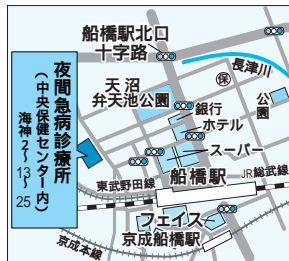 船橋駅北口
十字路
長津川
夜間急病診療所
(中央保健センター内)
海神2〜13〜
25
天沼
弁天池公園
保
公
園
銀行
ホテル
スーパー
東武野田線
船橋駅
JR総武線
フェイス
京成船橋駅
京成本線